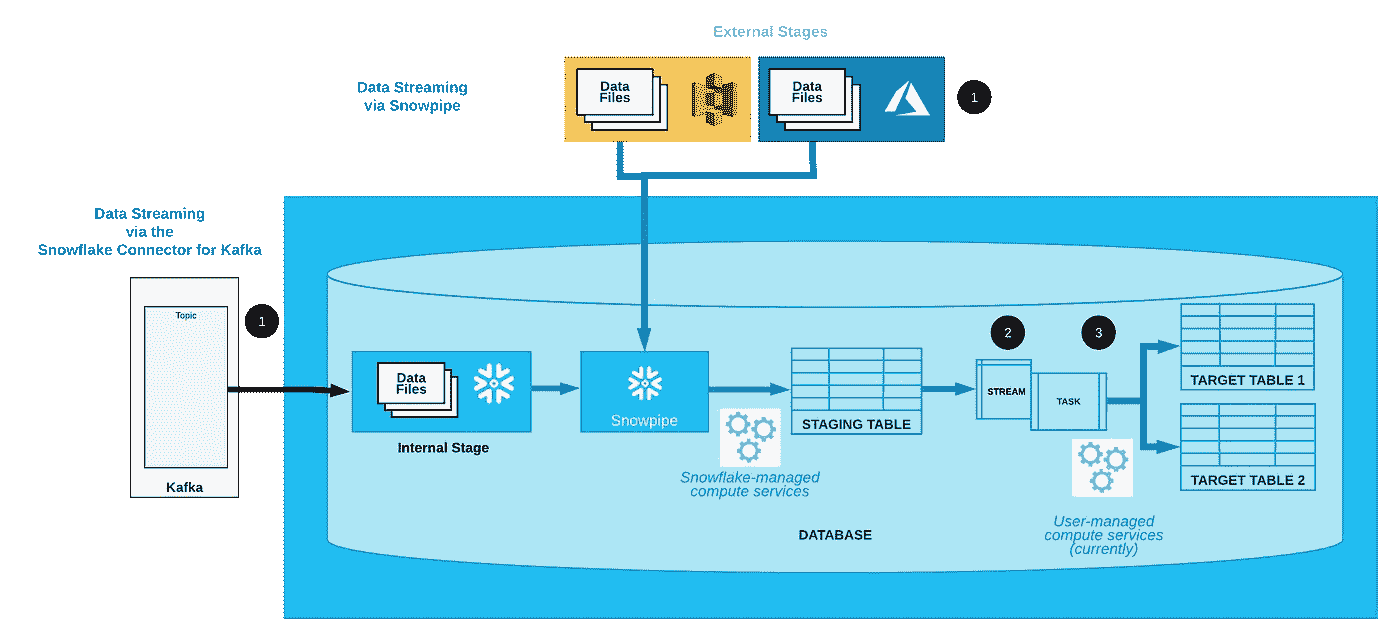 External Stages
Data Streaming
via Snowpipe
Data
Files
Data
Files
1
Data Streaming
via the
Snowflake Connector for Kafka
Topic
1
Kafka
Data
Files
Internal Stage
Snowpipe
Snowflake-managed
compute services
STAGING TABLE
2
STREAM
3
TASK
User-managed
compute services
(currently)
TARGET TABLE 1
TARGET TABLE 2
DATABASE